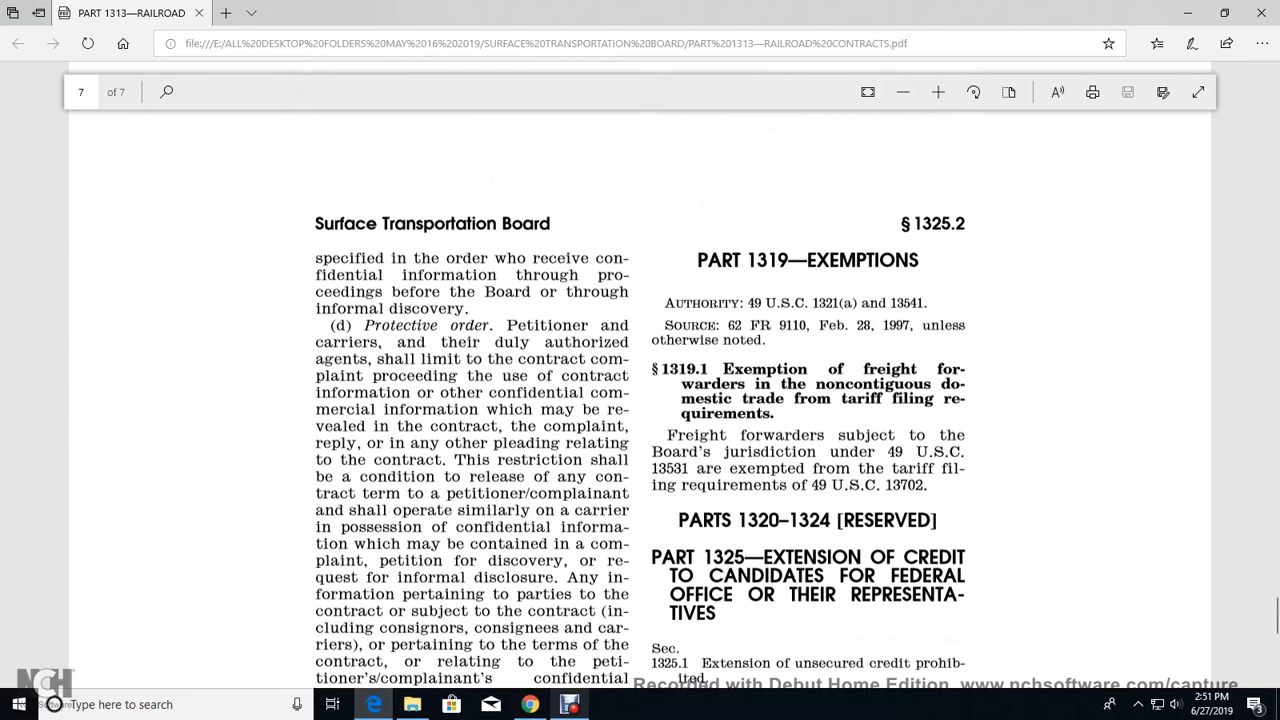 PART 1313—RAILROAD
file:///E:/ALL%20DESKTOP%20FOLDERS%20MAY%2016%202019/SURFACE%20TRANSPORTATION%20BOARD/PART%201313—RAILROAD%20CONTRACTS.pdf
7 of 7
Surface Transportation Board
§ 1325.2
specified in the order who receive con-
fidential information through pro-
ceedings before the Board or through
informal discovery.
(d) Protective order. Petitioner and
carriers, and their duly authorized
agents, shall limit to the contract com-
plaint proceeding the use of contract
information or other confidential com-
mercial information which may be re-
vealed in the contract, the complaint,
reply, or in any other pleading relating
to the contract. This restriction shall
be a condition to release of any con-
tract term to a petitioner/complainant
and shall operate similarly on a carrier
in possession of confidential informa-
tion which may be contained in a com-
plaint, petition for discovery, or re-
quest for informal disclosure. Any in-
formation pertaining to parties to the
contract or subject to the contract (in-
cluding consignors, consignees and car-
riers), or pertaining to the terms of the
contract, or relating to the peti-
tioner's/complainant's confidential
PART 1319—EXEMPTIONS
AUTHORITY: 49 U.S.C. 1321(a) and 13541.
SOURCE: 62 FR 9110, Feb. 28, 1997, unless
otherwise noted.
§ 1319.1 Exemption of freight for-
warders in the noncontiguous do-
mestic trade from tariff filing re-
quirements.
Freight forwarders subject to the
Board's jurisdiction under 49 U.S.C.
13531 are exempted from the tariff fil-
ing requirements of 49 U.S.C. 13702.
PARTS 1320–1324 [RESERVED]
PART 1325—EXTENSION OF CREDIT
TO CANDIDATES FOR FEDERAL
OFFICE OR THEIR REPRESENTA-
TIVES
Sec.
1325.1 Extension of unsecured credit prohib-
ited.
Recorded with Debut Home Edition www.nchsoftware.com/capture
NCH
Software
Type here to search
2:51 PM
6/27/2019
3